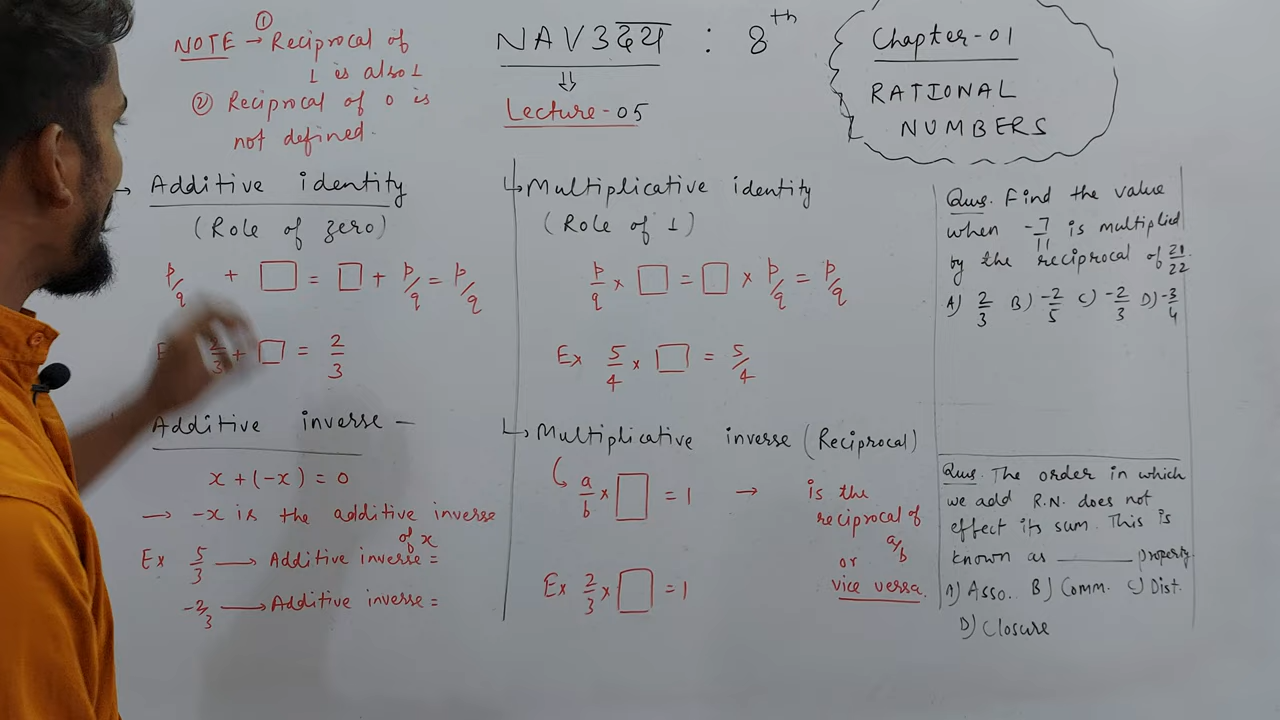 NOTE → ① Reciprocal of
1 is also 1
② Reciprocal of 0 is
not defined.
NAV3दय : 8th
⇓
Lecture-05
Chapter-01
RATIONAL
NUMBERS
→ Additive identity
(Role of zero)
p/q + □ = □ + p/q = p/q
2/3 + □ = 2/3
Additive inverse –
x + (-x) = 0
→ -x is the additive inverse
of x
Ex 5/3 → Additive inverse =
-2/3 → Additive inverse =
↳ Multiplicative identity
(Role of 1)
p/q × □ = □ × p/q = p/q
Ex 5/4 × □ = 5/4
↳ Multiplicative inverse (Reciprocal)
a/b × □ = 1 → is the
reciprocal of
a/b
or
vice versa.
Ex 2/3 × □ = 1
Ques. Find the value
when -7/11 is multiplied
by the reciprocal of 21/22.
A) 2/3 B) -2/5 C) -2/3 D) -3/4
Ques. The order in which
we add R.N. does not
effect its sum. This is
known as ______ property
A) Asso. B) Comm. C) Dist.
D) Closure